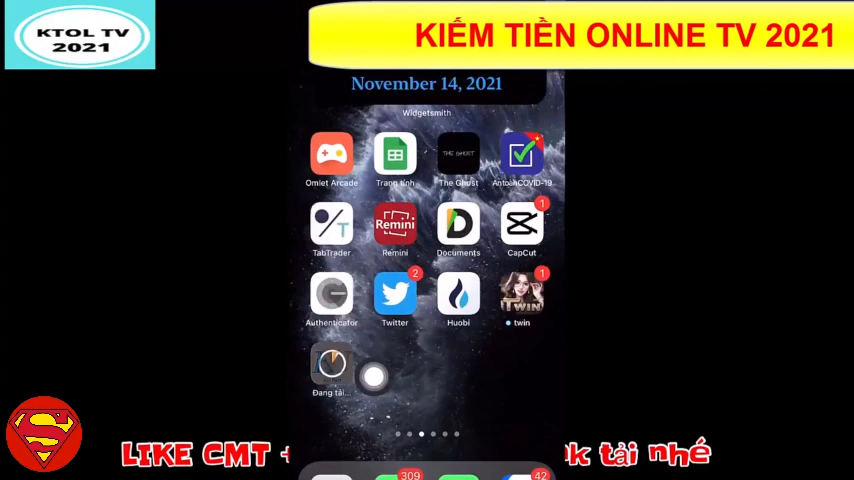 KTOL TV
2021
KIẾM TIỀN ONLINE TV 2021
November 14, 2021
Widgetsmith
THE GHOST
Omlet Arcade
Trang tính
The Ghost
AntoànCOVID-19
Remini
1
TabTrader
Remini
Documents
CapCut
2
1
TWIN
Authenticator
Twitter
Huobi
twin
Đang tải...
LIKE CMT +
k tải nhé
309
42